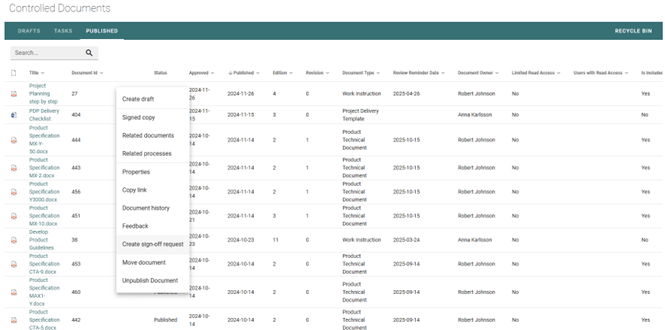 Controlled Documents
DRAFTS TASKS PUBLISHED RECYCLE BIN
Search...
Title Document Id Status Approved Published Edition Revision Document Type Review Reminder Date Document Owner Limited Read Access Users with Read Access Is Included
Project Planning step by step 27 2024-11-26 2024-11-26 4 Work Instruction 2025-04-26 Robert Johnson No Yes
PDP Delivery Checklist 404 2024-11-15 2024-11-15 3 0 Project Delivery Template Anna Karlsson No No
Product Specification MX-Y-50.docx 444 2024-10-14 2024-11-14 2 1 Product Technical Document 2025-10-15 Robert Johnson No Yes
Product Specification MX-2.docx 443 2024-10-14 2024-11-14 2 1 Product Technical Document 2025-10-15 Robert Johnson No Yes
Product Specification Y3000.docx 456 2024-10-14 2024-11-14 2 1 Product Technical Document 2025-10-15 Robert Johnson No Yes
Product Specification MX-10.docx 451 2024-10-21 2024-11-14 3 1 Product Technical Document 2025-10-15 Robert Johnson No Yes
Develop Product Guidelines 38 2024-10-23 2024-10-23 11 0 Work Instruction 2025-03-24 Anna Karlsson No No
Product Specification CTA-9.docx 453 2024-10-14 2024-10-14 2 Product Technical Document 2025-09-14 Robert Johnson No Yes
Product Specification MAX1-Y.docx 460 2024-10-14 2024-10-14 2 Product Technical Document 2025-09-14 Robert Johnson No Yes
Product Specification CTA-5.docx 442 Published 2024-10-14 2024-10-14 2 1 Product Technical Document 2025-09-14 Robert Johnson No Yes
Create draft
Signed copy
Related documents
Related processes
Properties
Copy link
Document history
Feedback
Create sign-off request
Move document
Unpublish Document